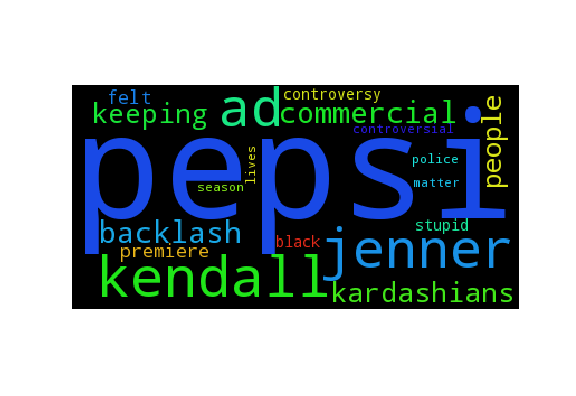 felt
controversy
keeping
ad
commercial
people
controversial
pepsi
lives
police
season
matter
backlash
stupid
black
jenner
premiere
kendall
kardashians